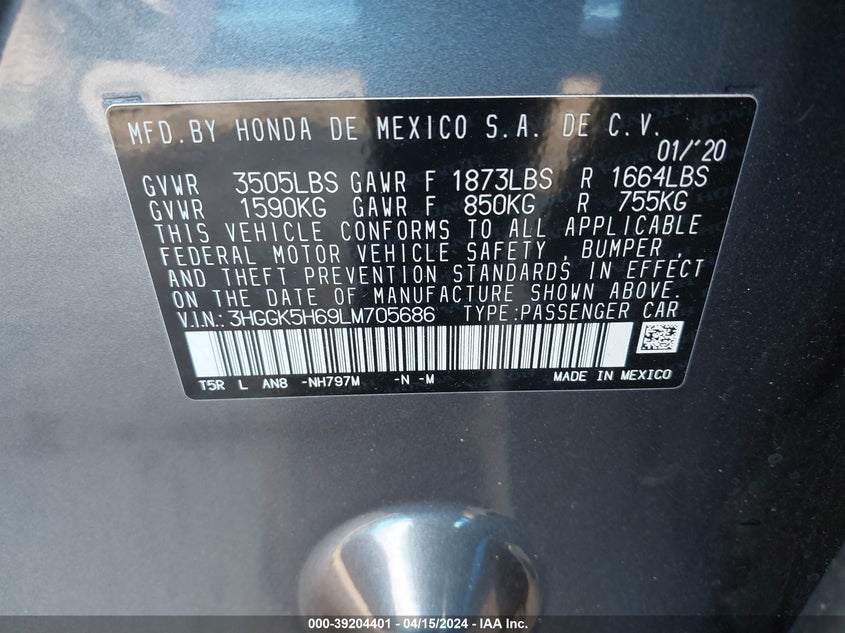 MFD.BY HONDA DE MEXICO S.A. DE C.V.
01/'20
GVWR 3505LBS GAWR F 1873LBS R 1664LBS
GVWR 1590KG GAWR F 850KG R 755KG
THIS VEHICLE CONFORMS TO ALL APPLICABLE
FEDERAL MOTOR VEHICLE SAFETY , BUMPER ,
AND THEFT PREVENTION STANDARDS IN EFFECT
ON THE DATE OF MANUFACTURE SHOWN ABOVE.
V.I.N.: 3HGGK5H69LM705686 TYPE:PASSENGER CAR
T5R L AN8 -NH797M -N -M MADE IN MEXICO
000-39204401 - 04/15/2024 - IAA Inc.